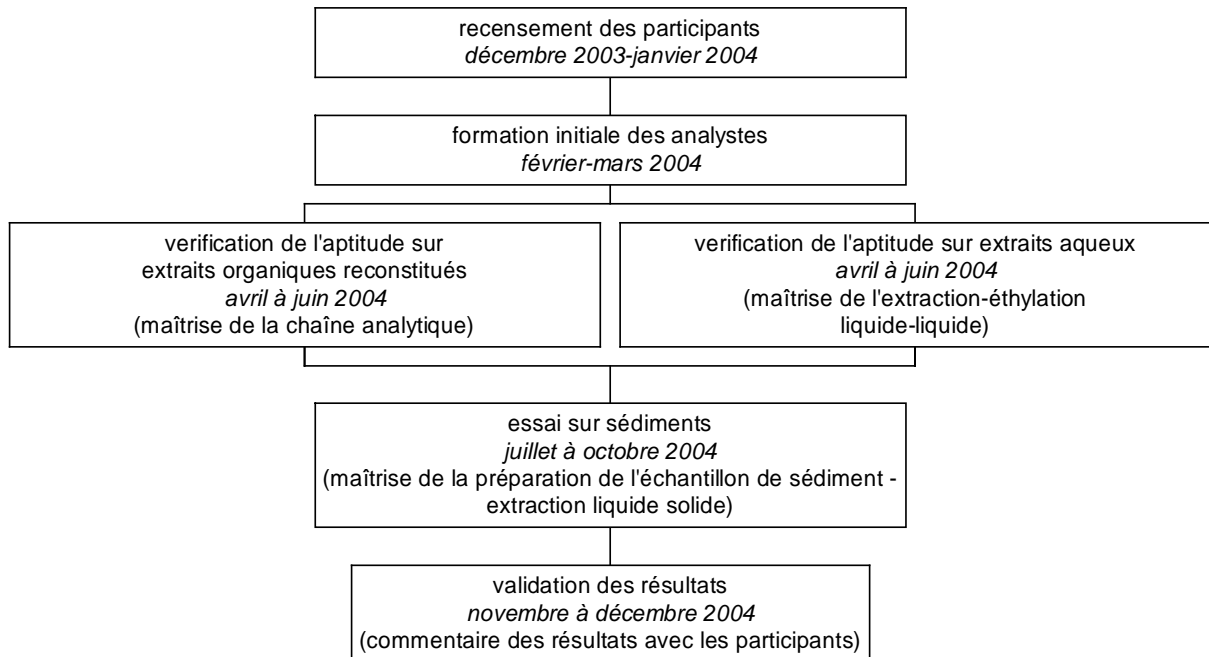 recensement des participants
décembre 2003-janvier 2004
formation initiale des analystes
février-mars 2004
verification de l'aptitude sur
extraits organiques reconstitués
avril à juin 2004
(maîtrise de la chaîne analytique)
verification de l'aptitude sur extraits aqueux
avril à juin 2004
(maîtrise de l'extraction-éthylation
liquide-liquide)
essai sur sédiments
juillet à octobre 2004
(maîtrise de la préparation de l'échantillon de sédiment -
extraction liquide solide)
validation des résultats
novembre à décembre 2004
(commentaire des résultats avec les participants)